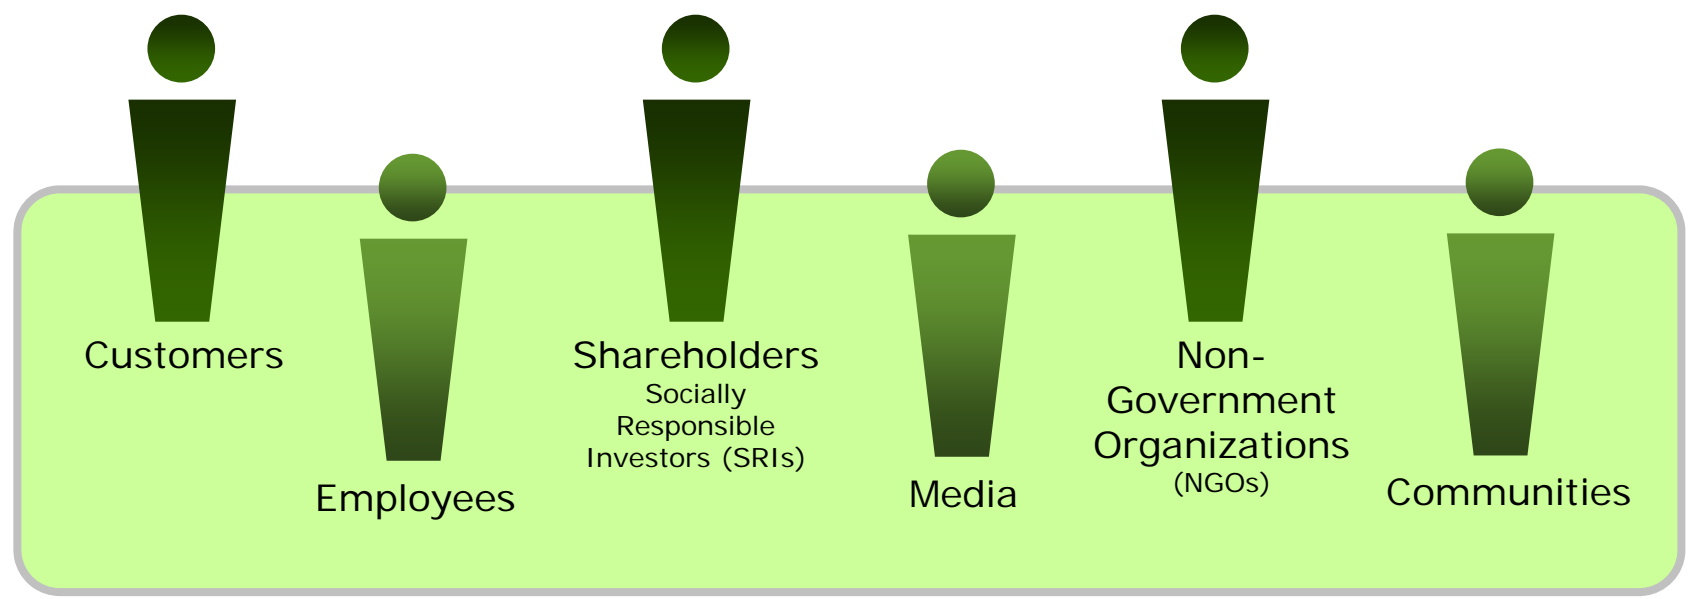 Customers
Employees
Shareholders
Socially
Responsible
Investors (SRIs)
Media
Non-
Government
Organizations
(NGOs)
Communities